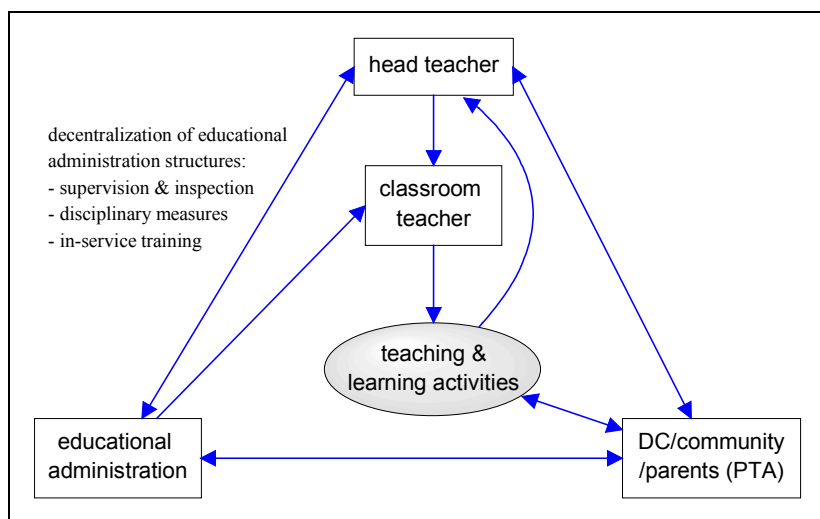 head teacher
decentralization of educational
administration structures:
- supervision & inspection
- disciplinary measures
- in-service training
classroom
teacher
teaching &
learning activities
educational
administration
DC/community
/parents (PTA)